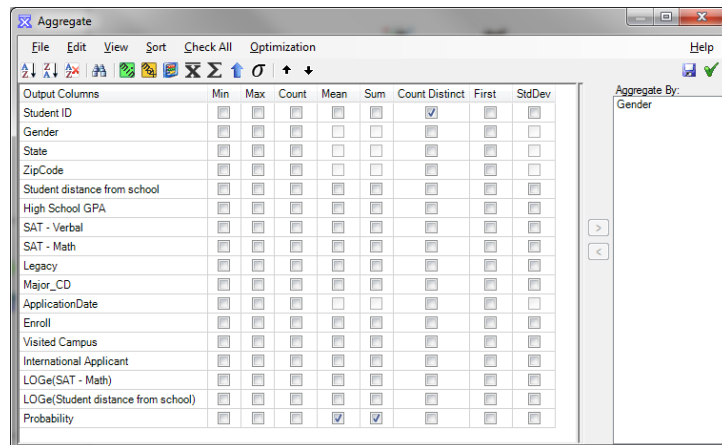 Aggregate
File Edit View Sort Check All Optimization Help
Output Columns Min Max Count Mean Sum Count Distinct First StdDev
Aggregate By:
Gender
Student ID
Gender
State
ZipCode
Student distance from school
High School GPA
SAT - Verbal
SAT - Math
Legacy
Major_CD
ApplicationDate
Enroll
Visited Campus
International Applicant
LOGe(SAT - Math)
LOGe(Student distance from school)
Probability